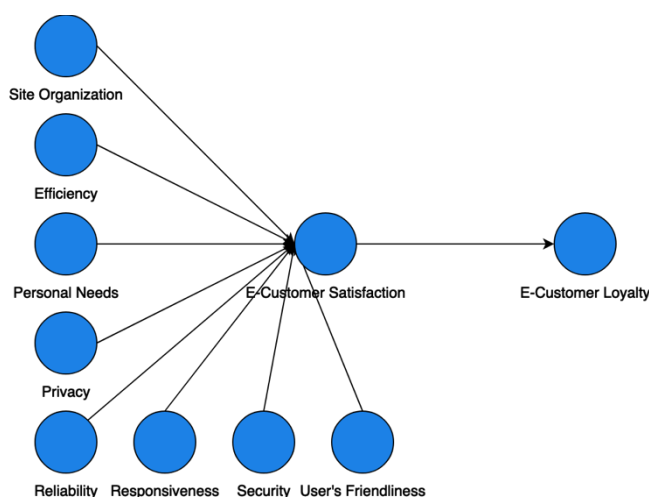 Site Organization
Efficiency
Personal Needs
E-Customer Satisfaction
E-Customer Loyalty
Privacy
Reliability
Responsiveness
Security
User's Friendliness